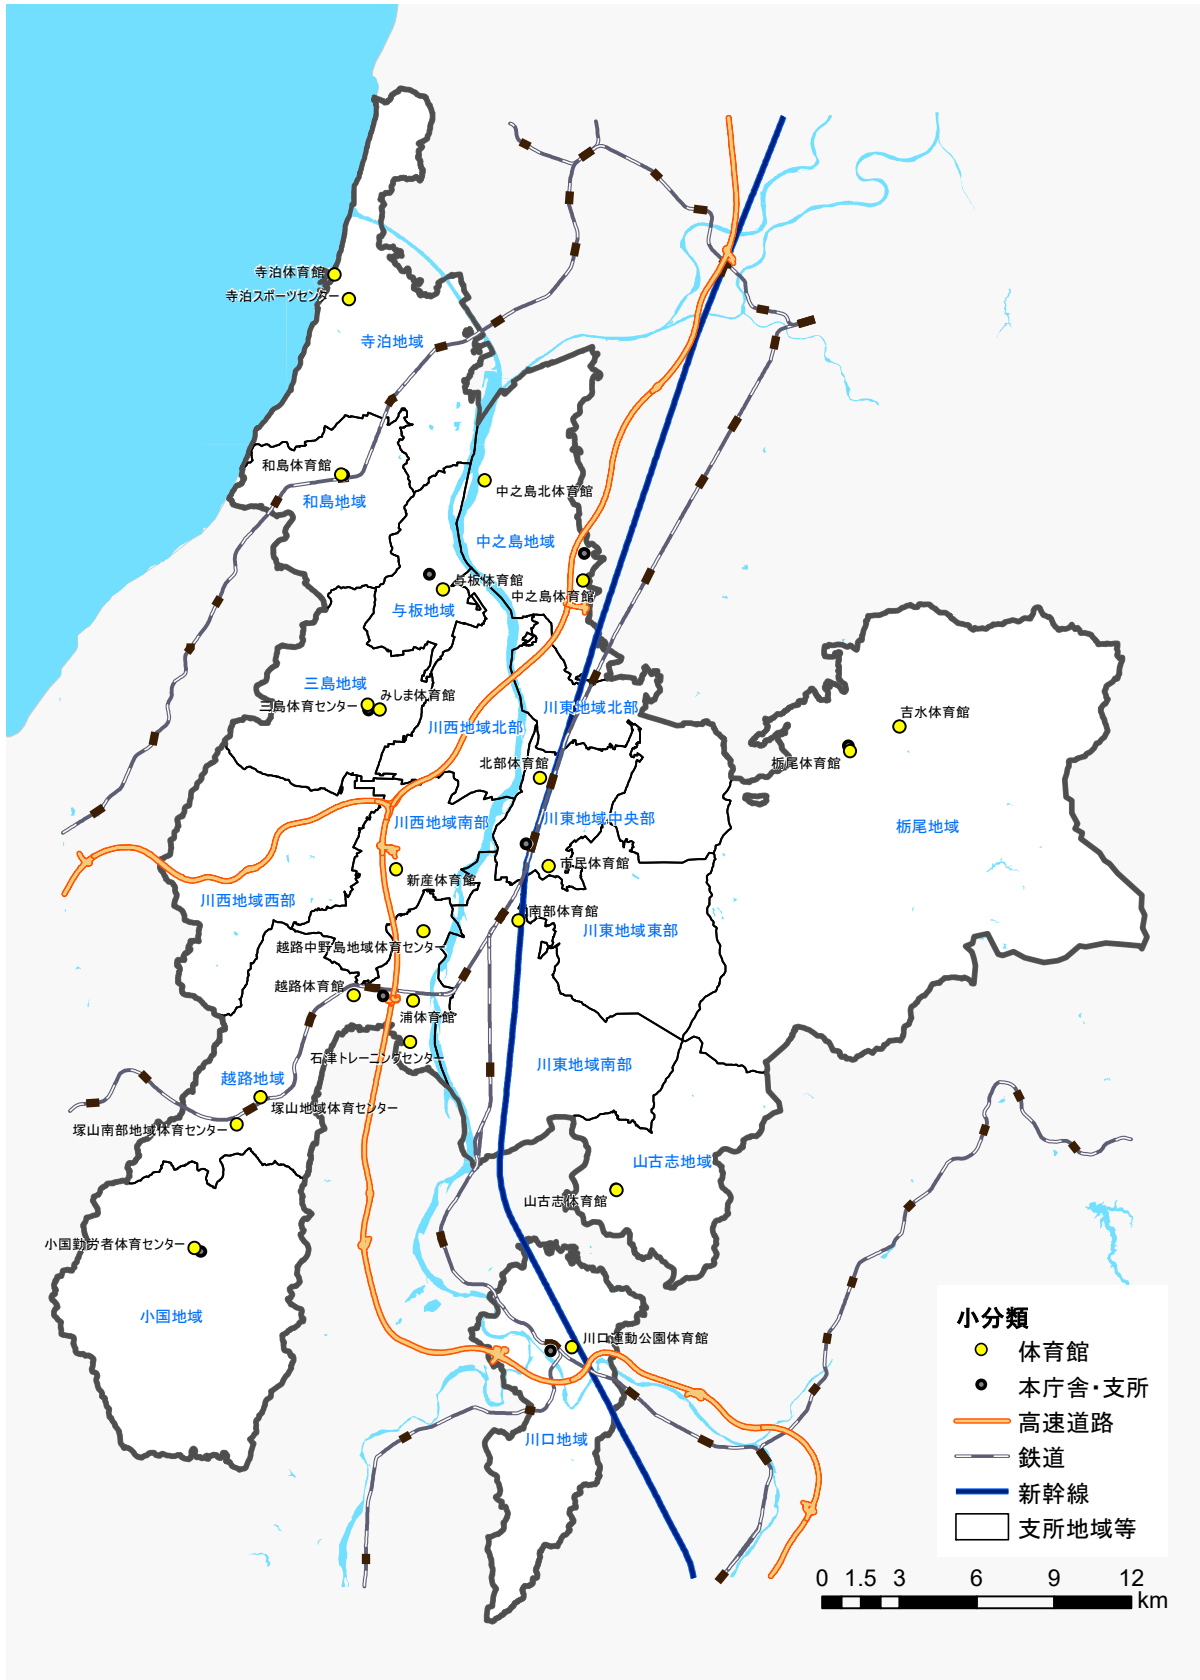 寺泊体育館
寺泊スポーツセンター
寺泊地域
和島体育館
和島地域
中之島北体育館
中之島地域
与板体育館
中之島体育館
与板地域
三島地域
みしま体育館
三島体育センター
川西地域北部
川東地域北部
吉水体育館
栃尾体育館
北部体育館
川西地域南部
川東地域中央部
栃尾地域
市民体育館
新産体育館
川西地域西部
南部体育館
川東地域東部
越路中野島地域体育センター
越路体育館
浦体育館
石津トレーニングセンター
川東地域南部
越路地域
塚山地域体育センター
塚山南部地域体育センター
山古志地域
山古志体育館
小国勤労者体育センター
小国地域
川口運動公園体育館
川口地域
小分類
体育館
本庁舎・支所
高速道路
鉄道
新幹線
支所地域等
0 1.5 3 6 9 12
km